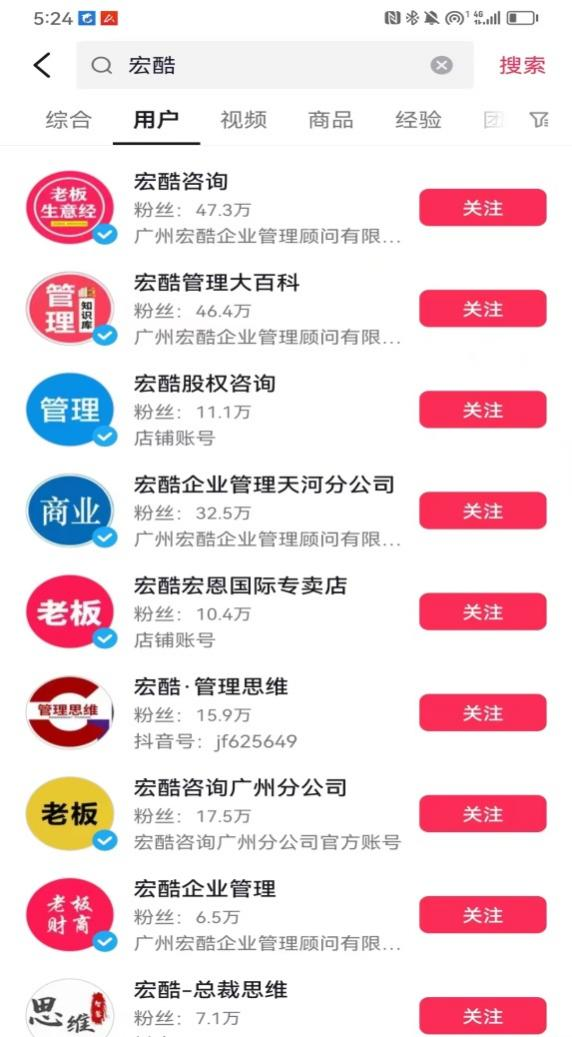 5:24
宏酷
搜索
综合 用户 视频 商品 经验 团
老板
生意经
宏酷咨询
粉丝：47.3万
广州宏酷企业管理顾问有限...
关注
管理
知识库
宏酷管理大百科
粉丝：46.4万
广州宏酷企业管理顾问有限...
关注
管理
宏酷股权咨询
粉丝：11.1万
店铺账号
关注
商业
宏酷企业管理天河分公司
粉丝：32.5万
广州宏酷企业管理顾问有限...
关注
老板
宏酷宏恩国际专卖店
粉丝：10.4万
店铺账号
关注
管理思维
宏酷·管理思维
粉丝：15.9万
抖音号：jf625649
关注
老板
宏酷咨询广州分公司
粉丝：17.5万
宏酷咨询广州分公司官方账号
关注
老板
财商
宏酷企业管理
粉丝：6.5万
广州宏酷企业管理顾问有限...
关注
思维
宏酷-总裁思维
粉丝：7.1万
关注